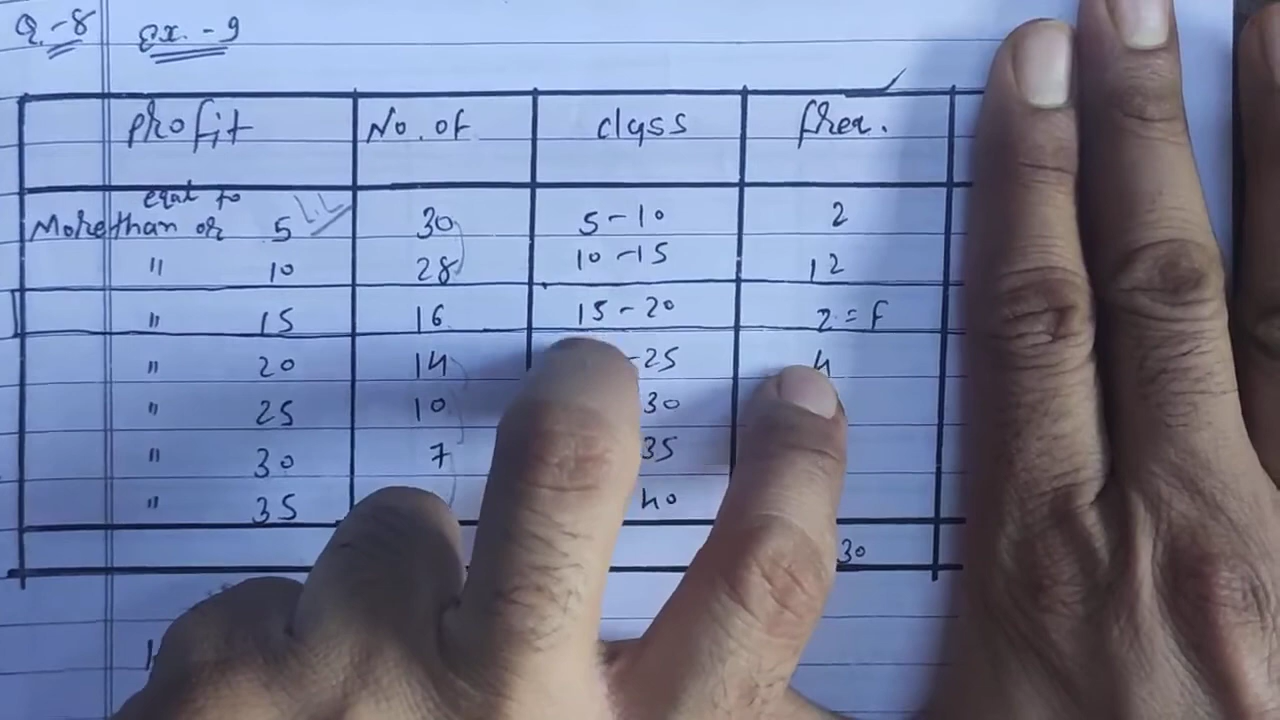 Q.-8 Ex.-9
Profit No. of class freq.
equal to
More than or 5 L.L 30 5-10 2
" 10 28 10-15 12
" 15 16 15-20 2=f
" 20 14 -25 4
" 25 10 30
" 30 7 35
" 35 40
30